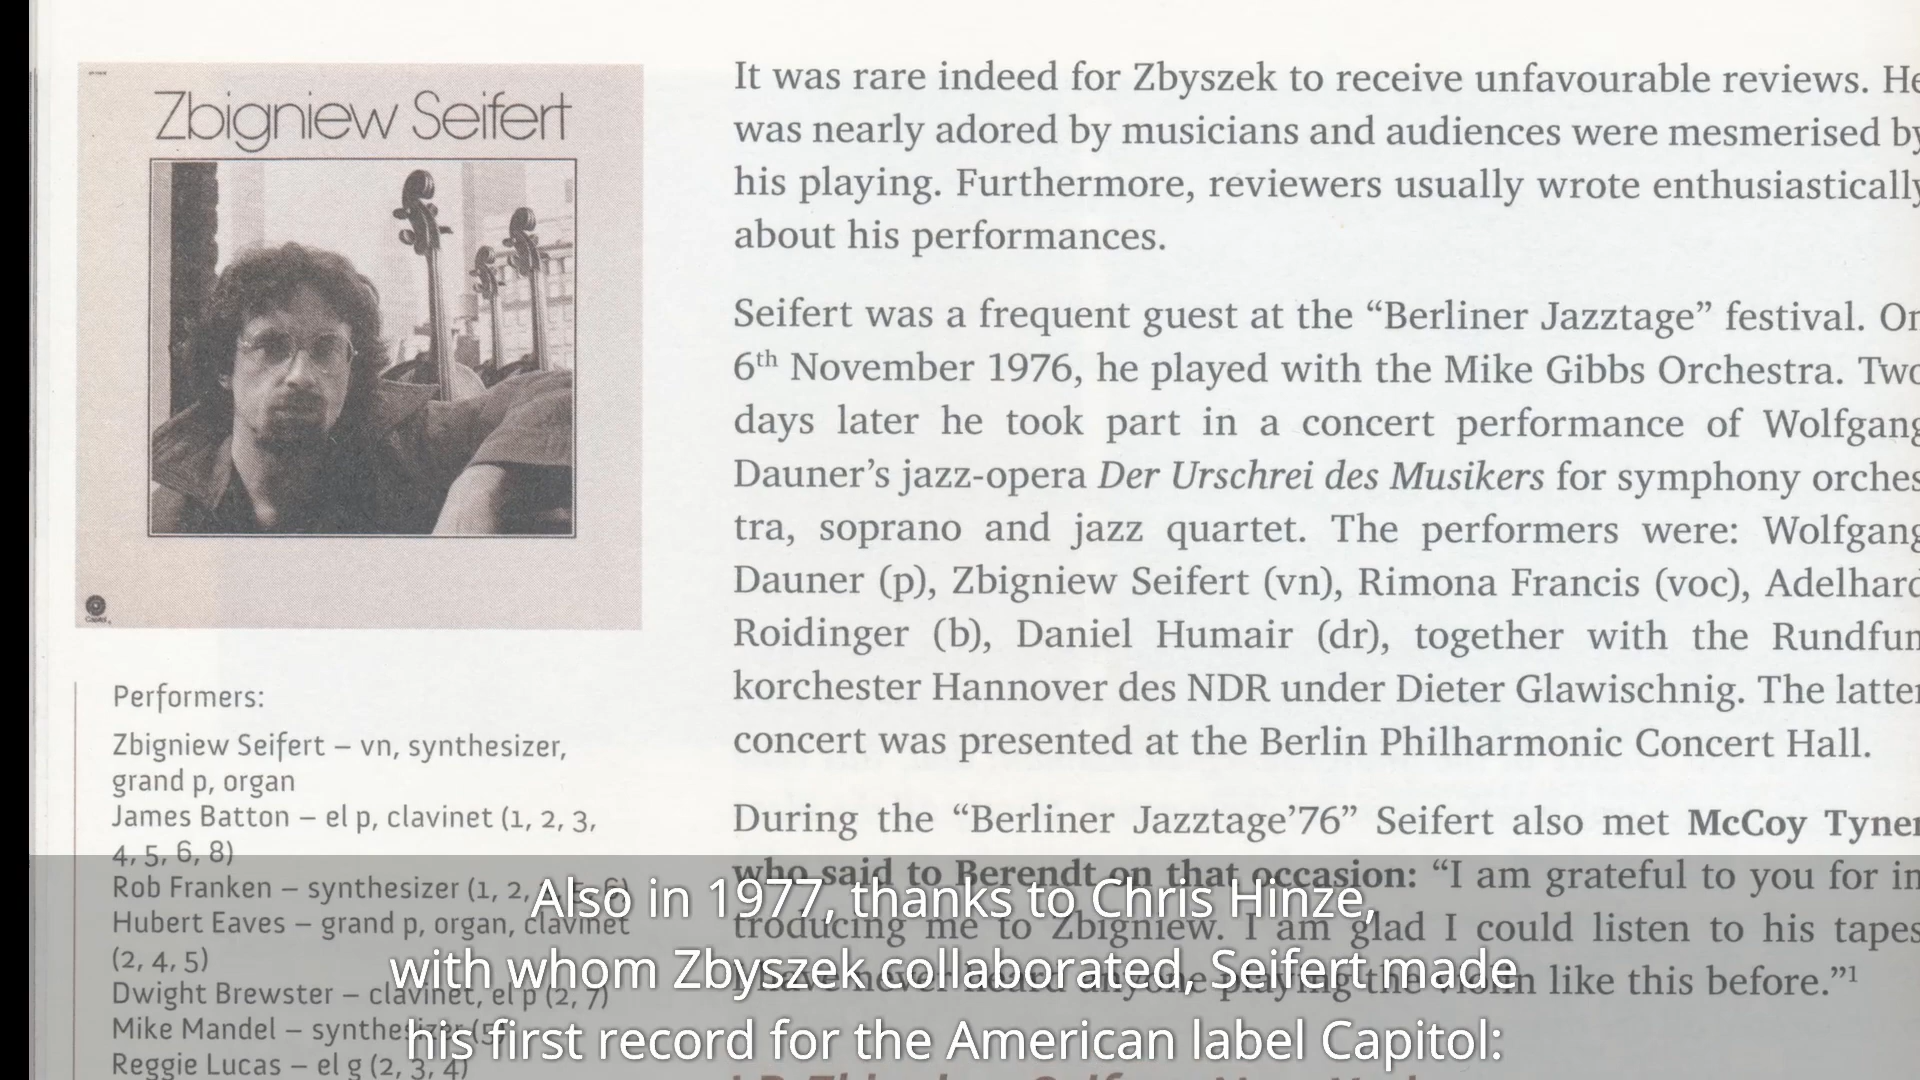 Zbigniew Seifert
Capitol
Performers:
Zbigniew Seifert – vn, synthesizer,
grand p, organ
James Batton – el p, clavinet (1, 2, 3,
4, 5, 6, 8)
Rob Franken – synthesizer (1, 2,
Hubert Eaves – grand p, organ, clavinet
(2, 4, 5)
Dwight Brewster – clavinet, el p (2, 7)
Mike Mandel – synthesizer (5)
Reggie Lucas – el g (2, 3, 4)
It was rare indeed for Zbyszek to receive unfavourable reviews. He
was nearly adored by musicians and audiences were mesmerised by
his playing. Furthermore, reviewers usually wrote enthusiastically
about his performances.
Seifert was a frequent guest at the “Berliner Jazztage” festival. On
6th November 1976, he played with the Mike Gibbs Orchestra. Two
days later he took part in a concert performance of Wolfgang
Dauner’s jazz-opera Der Urschrei des Musikers for symphony orches
tra, soprano and jazz quartet. The performers were: Wolfgang
Dauner (p), Zbigniew Seifert (vn), Rimona Francis (voc), Adelhard
Roidinger (b), Daniel Humair (dr), together with the Rundfun
korchester Hannover des NDR under Dieter Glawischnig. The latter
concert was presented at the Berlin Philharmonic Concert Hall.
During the “Berliner Jazztage’76” Seifert also met McCoy Tyner
who said to Berendt on that occasion: “I am grateful to you for in
troducing me to Zbigniew. I am glad I could listen to his tapes
I have never heard anyone playing the violin like this before.”1
Also in 1977, thanks to Chris Hinze,
with whom Zbyszek collaborated, Seifert made
his first record for the American label Capitol: